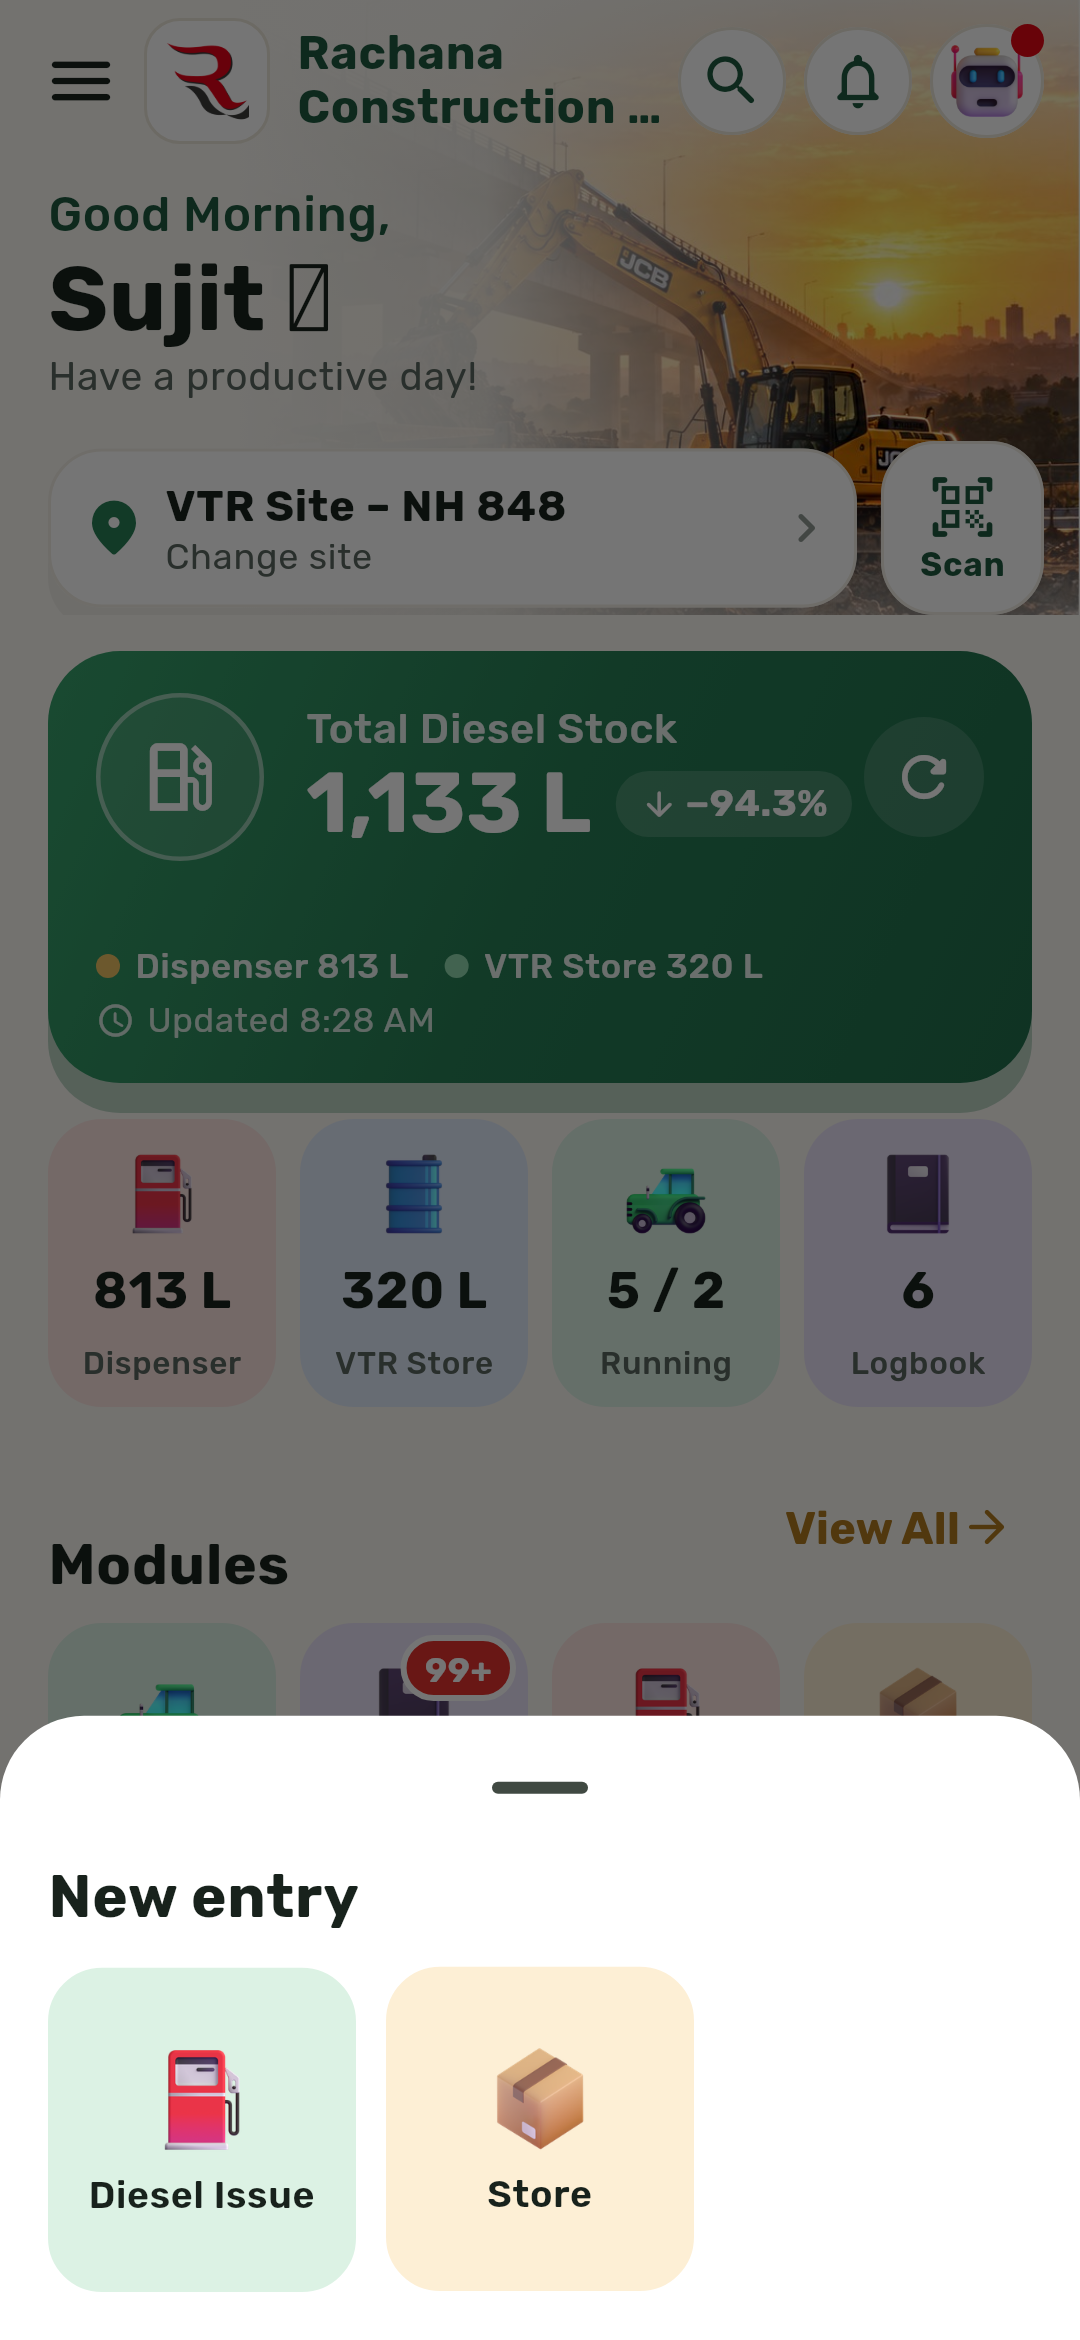 Rachana
Construction ...
Good Morning,
Sujit
Have a productive day!
JCB
JC
VTR Site – NH 848
Change site
Scan
Total Diesel Stock
1,133 L
−94.3%
Dispenser 813 L
VTR Store 320 L
Updated 8:28 AM
813 L
320 L
5 / 2
6
Dispenser
VTR Store
Running
Logbook
View All
Modules
99+
New entry
Diesel Issue
Store